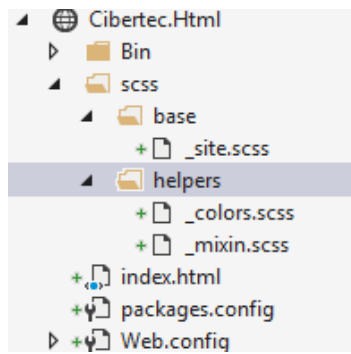 Cibertec.Html
Bin
scss
base
_site.scss
helpers
_colors.scss
_mixin.scss
index.html
packages.config
Web.config